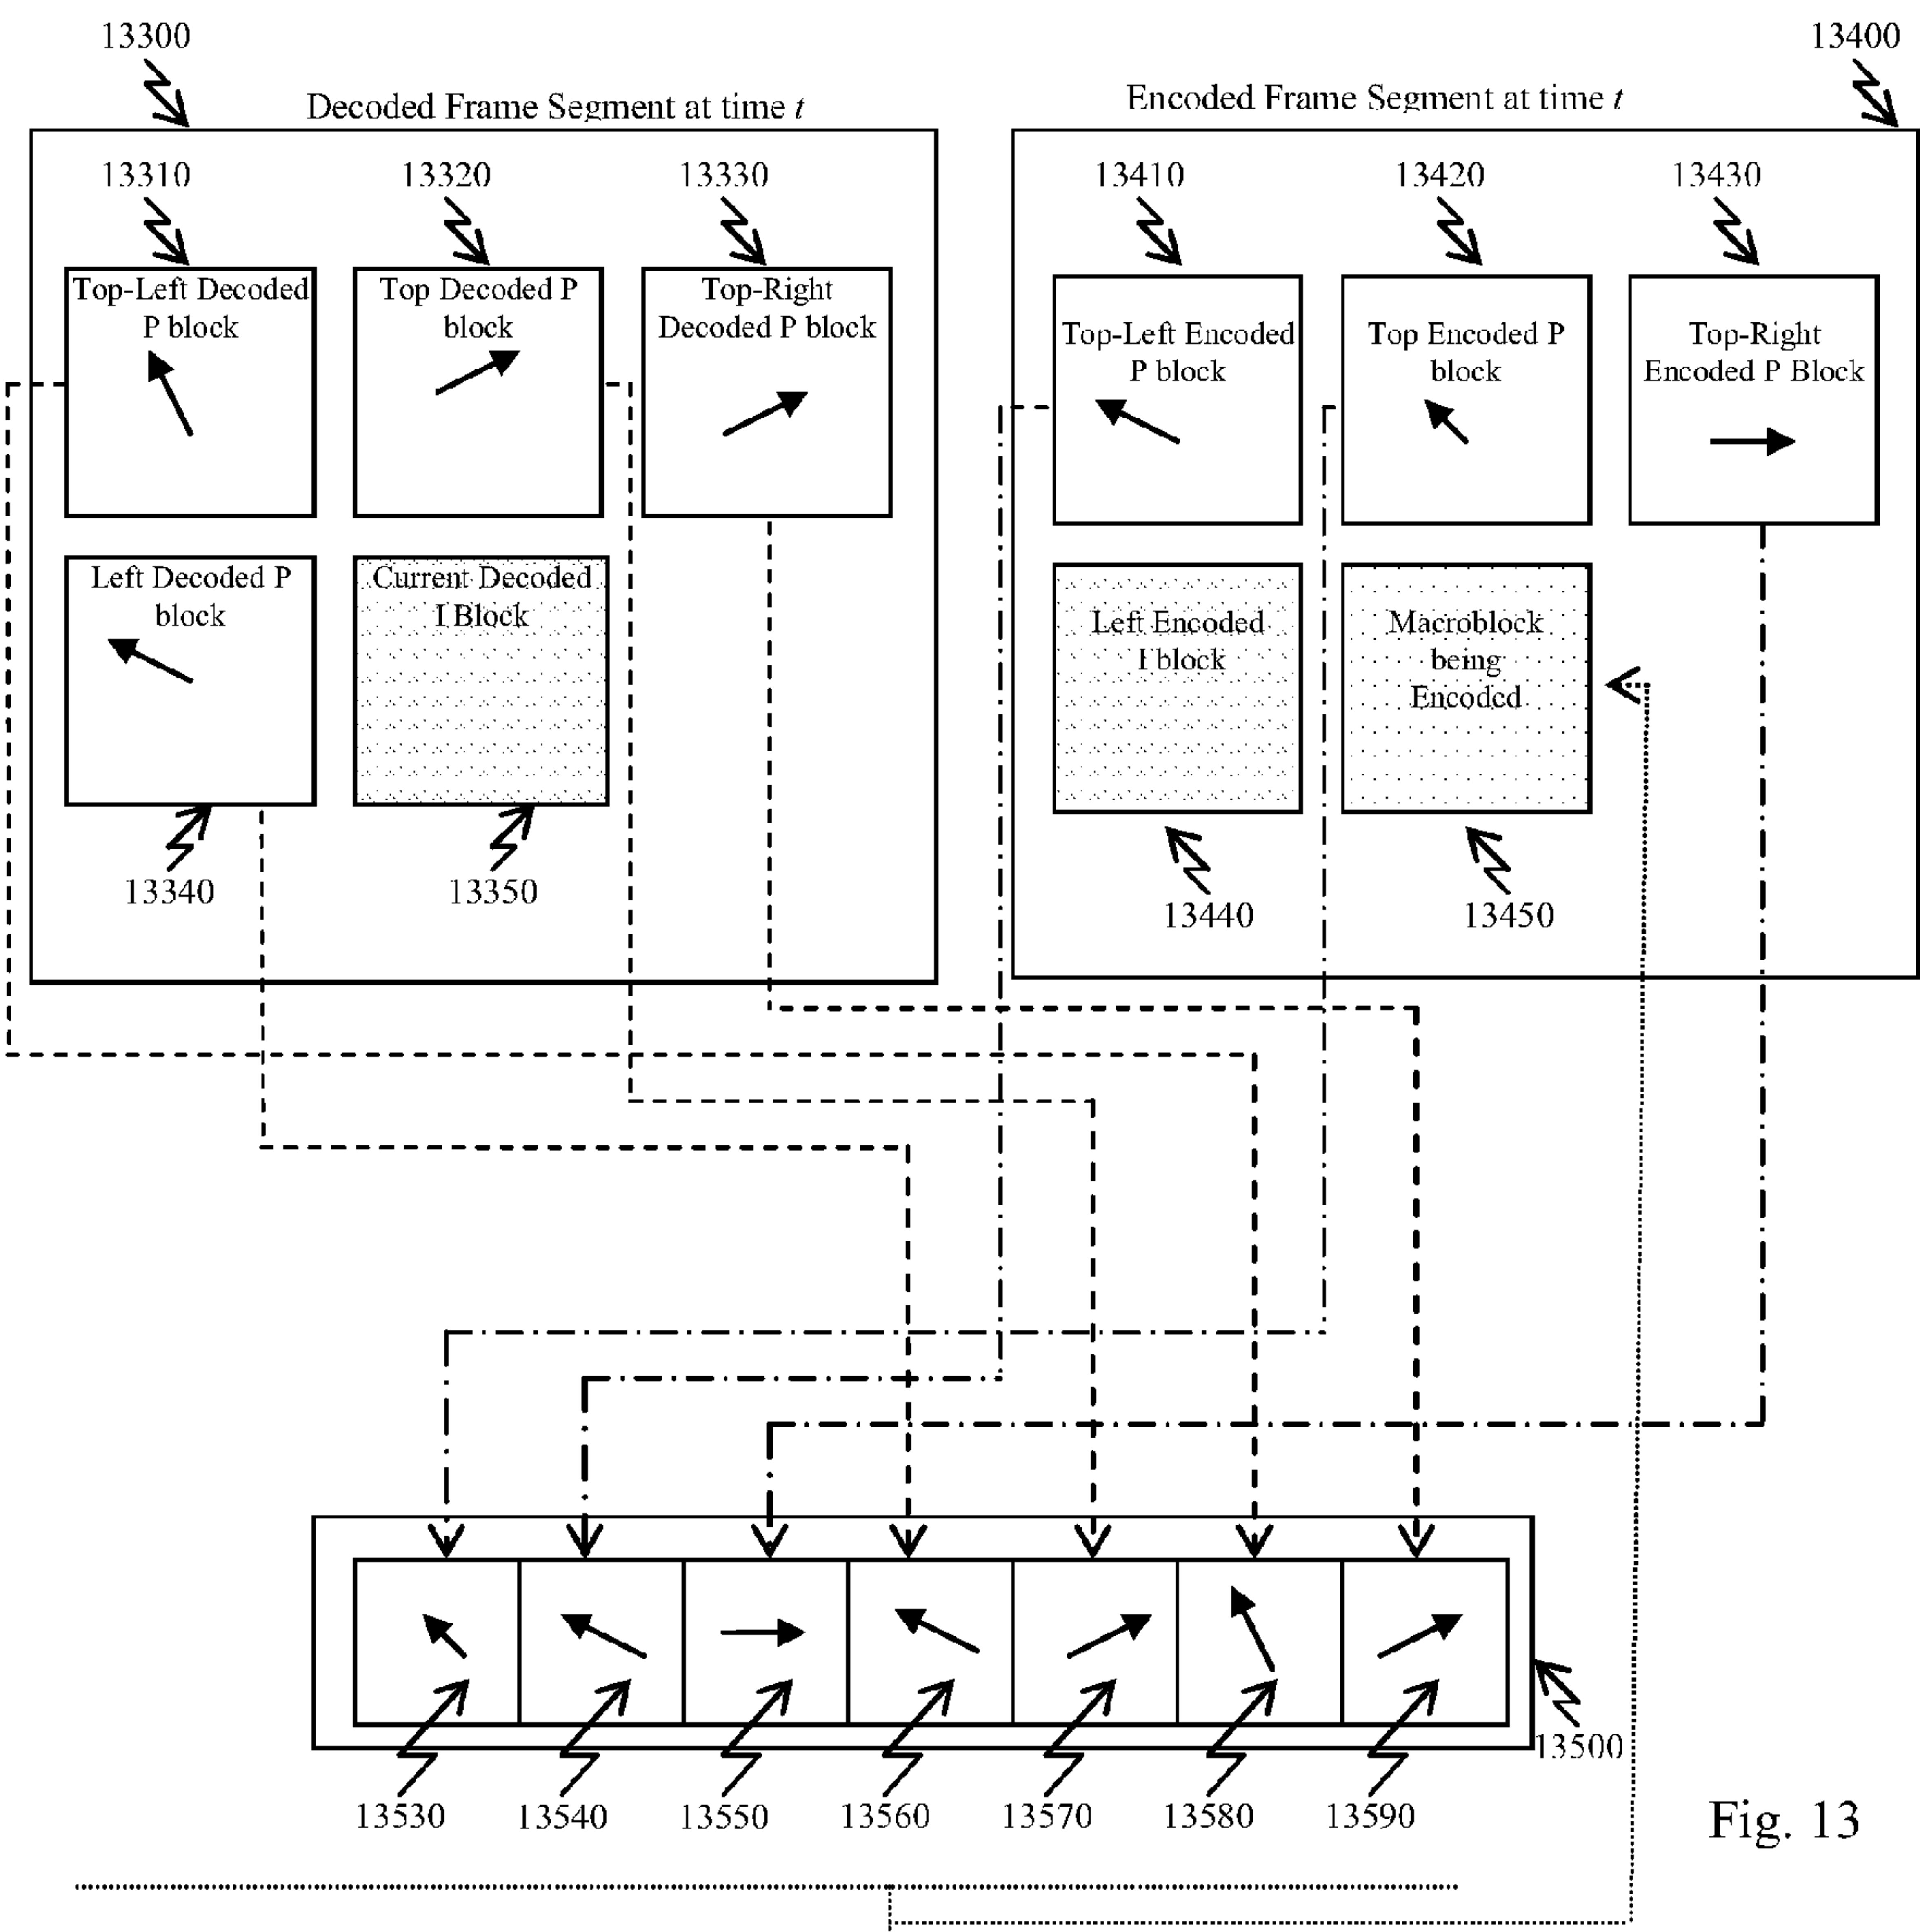 13300
13400
Decoded Frame Segment at time t
Encoded Frame Segment at time t
13310
13320
13330
13410
13420
13430
Top-Left Decoded
P block
Top Decoded P
block
Top-Right
Decoded P block
Top-Left Encoded
P block
Top Encoded P
block
Top-Right
Encoded P Block
Left Decoded P
block
Current Decoded
I Block
Left Encoded
I block
Macroblock
being
Encoded
13340
13350
13440
13450
13500
13530
13540
13550
13560
13570
13580
13590
Fig. 13